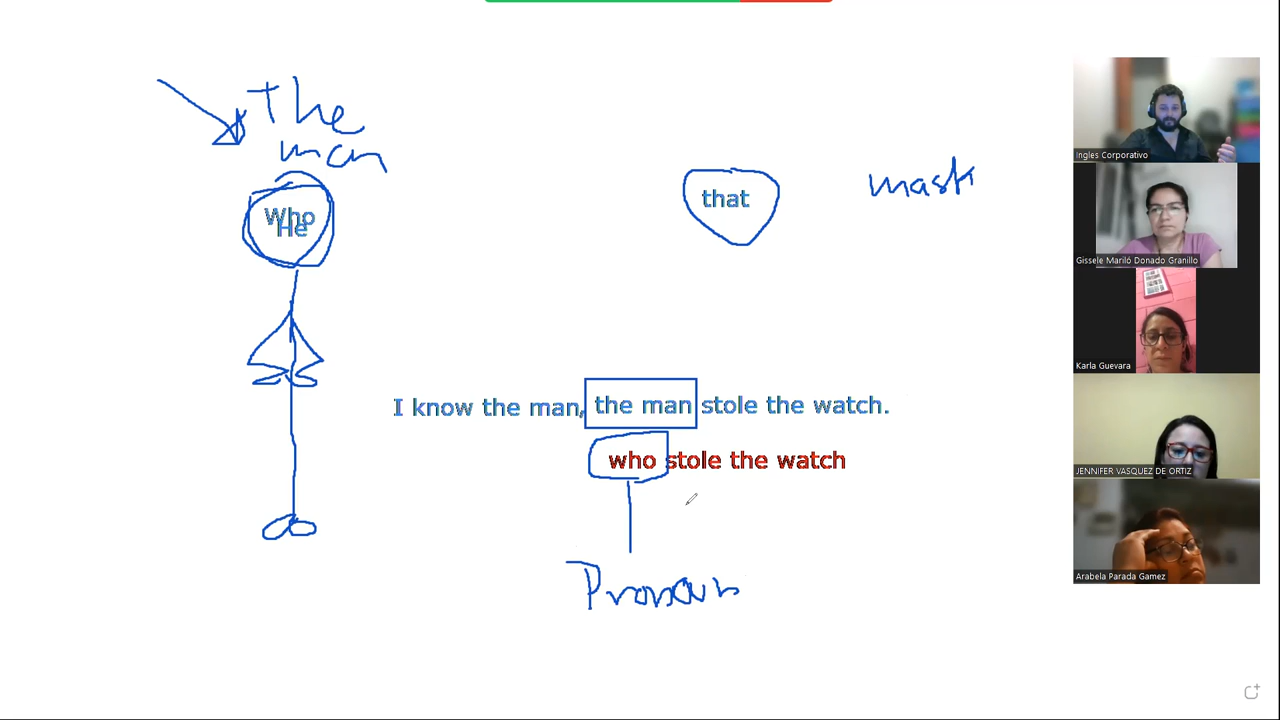 The
man
Who
He
that
mask
I know the man, the man stole the watch.
who stole the watch
Pronoun
Ingles Corporativo
Gissele Mariló Donado Granillo
Karla Guevara
JENNIFER VASQUEZ DE ORTIZ
Arabela Parada Gamez